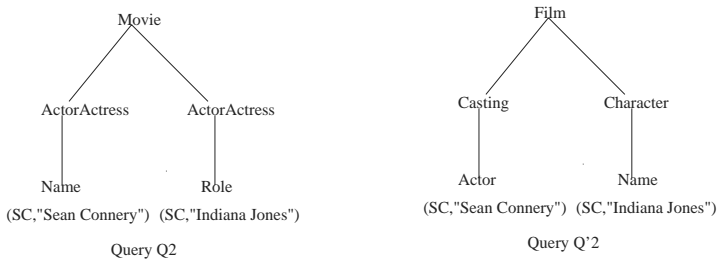 Movie
ActorActress ActorActress
Name Role
(SC,"Sean Connery") (SC,"Indiana Jones")
Query Q2
Film
Casting Character
Actor Name
(SC,"Sean Connery") (SC,"Indiana Jones")
Query Q’2